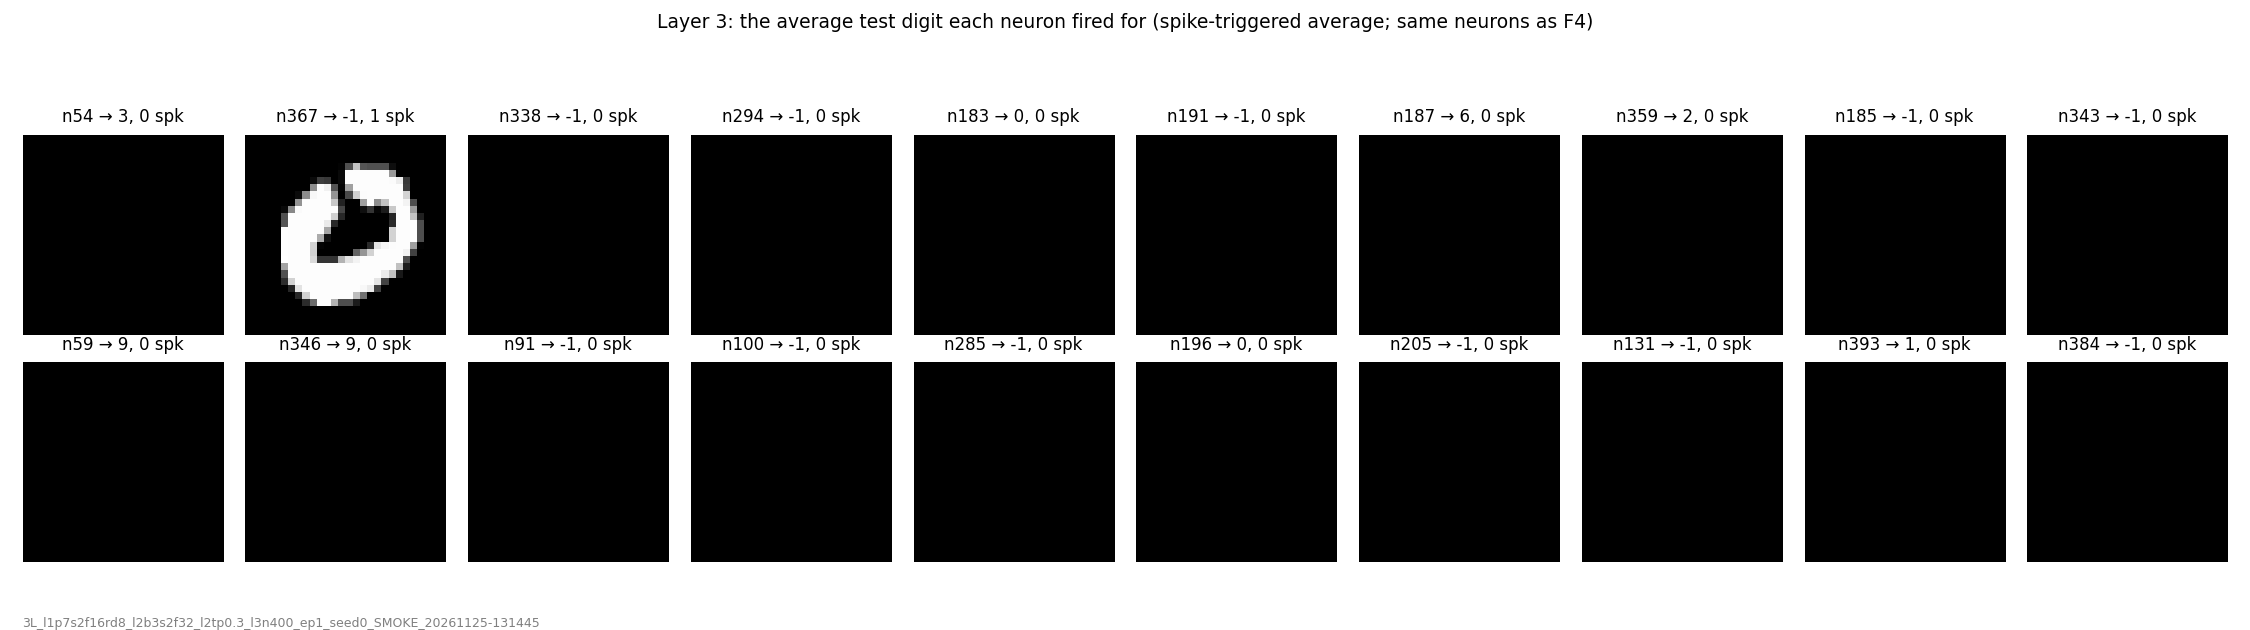 Layer 3: the average test digit each neuron fired for (spike-triggered average; same neurons as F4)
n54 → 3, 0 spk
n367 → -1, 1 spk
n338 → -1, 0 spk
n294 → -1, 0 spk
n183 → 0, 0 spk
n191 → -1, 0 spk
n187 → 6, 0 spk
n359 → 2, 0 spk
n185 → -1, 0 spk
n343 → -1, 0 spk
n59 → 9, 0 spk
n346 → 9, 0 spk
n91 → -1, 0 spk
n100 → -1, 0 spk
n285 → -1, 0 spk
n196 → 0, 0 spk
n205 → -1, 0 spk
n131 → -1, 0 spk
n393 → 1, 0 spk
n384 → -1, 0 spk
3L_l1p7s2f16rd8_l2b3s2f32_l2tp0.3_l3n400_ep1_seed0_SMOKE_20261125-131445